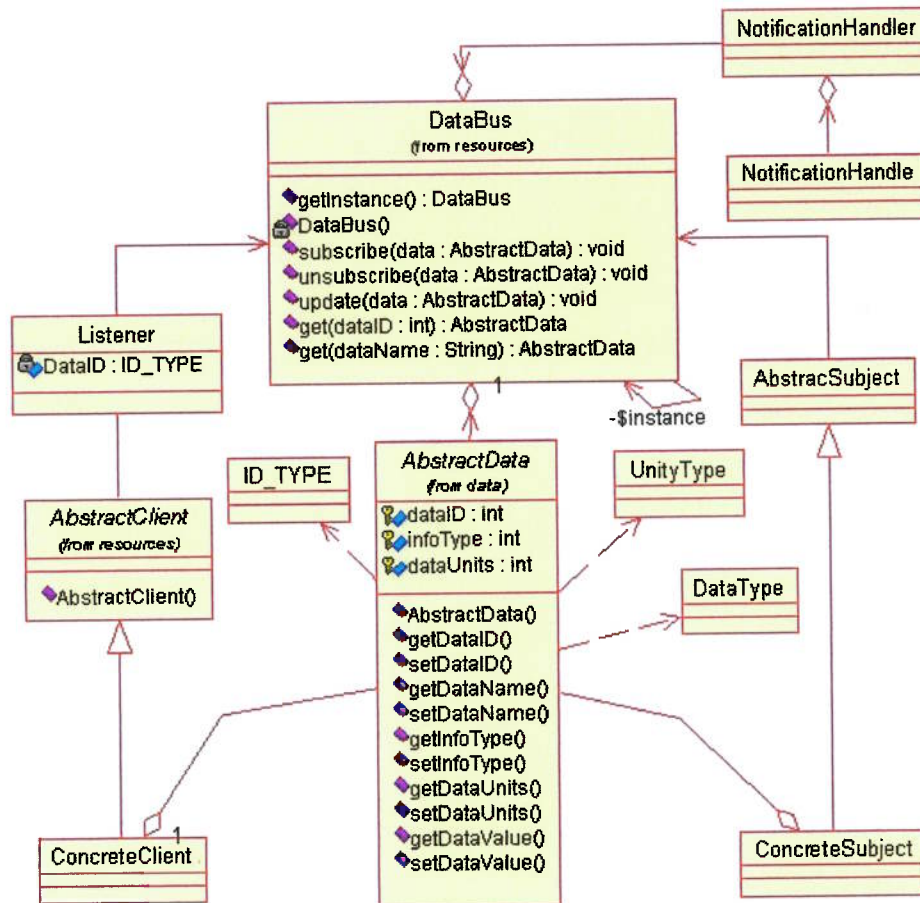 NotificationHandler
DataBus
(from resources)
getInstance() : DataBus
DataBus()
subscribe(data : AbstractData) : void
unsubscribe(data : AbstractData) : void
update(data : AbstractData) : void
get(dataID : int) : AbstractData
get(dataName : String) : AbstractData
NotificationHandle
Listener
DataID : ID_TYPE
AbstracSubject
1
-$instance
ID_TYPE
AbstractData
(from data)
dataID : int
infoType : int
dataUnits : int
AbstractData()
getDataID()
setDataID()
getDataName()
setDataName()
getInfoType()
setInfoType()
getDataUnits()
setDataUnits()
getDataValue()
setDataValue()
UnityType
DataType
AbstractClient
(from resources)
AbstractClient()
1
ConcreteClient
ConcreteSubject